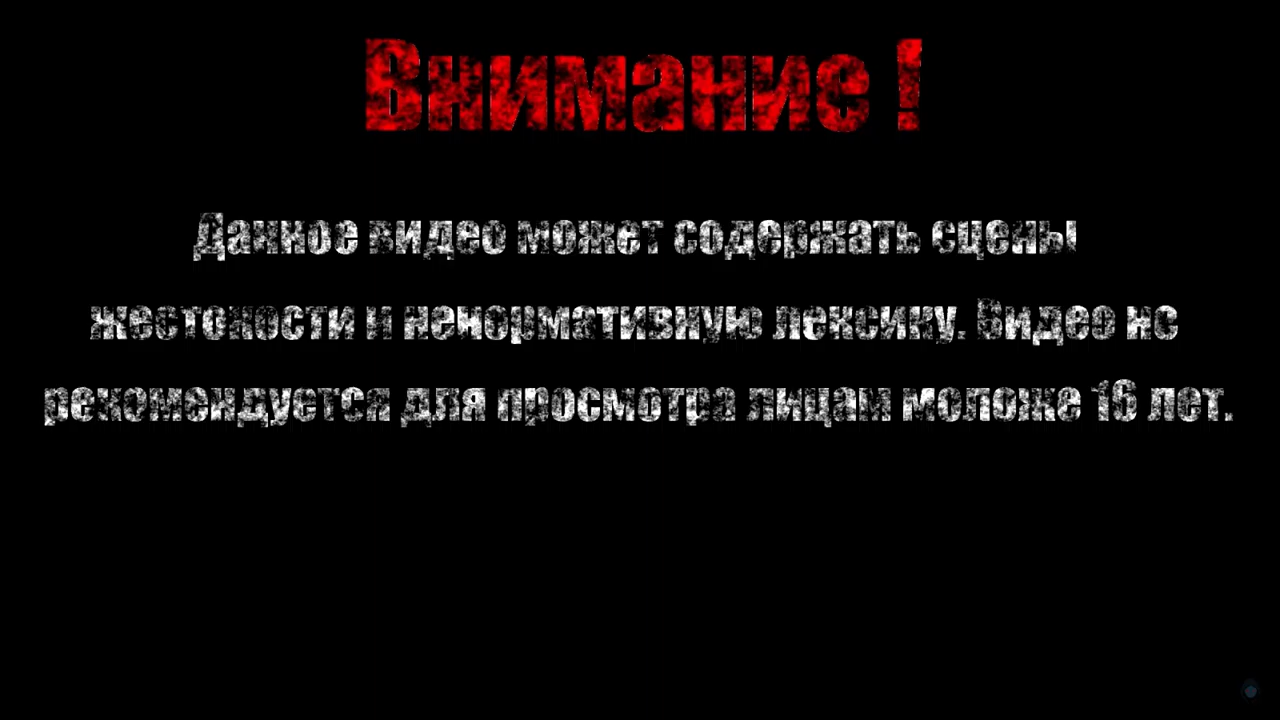 Внимание !
Данное видео может содержать сцены
жестокости и ненормативную лексику. Видео не
рекомендуется для просмотра лицам моложе 16 лет.